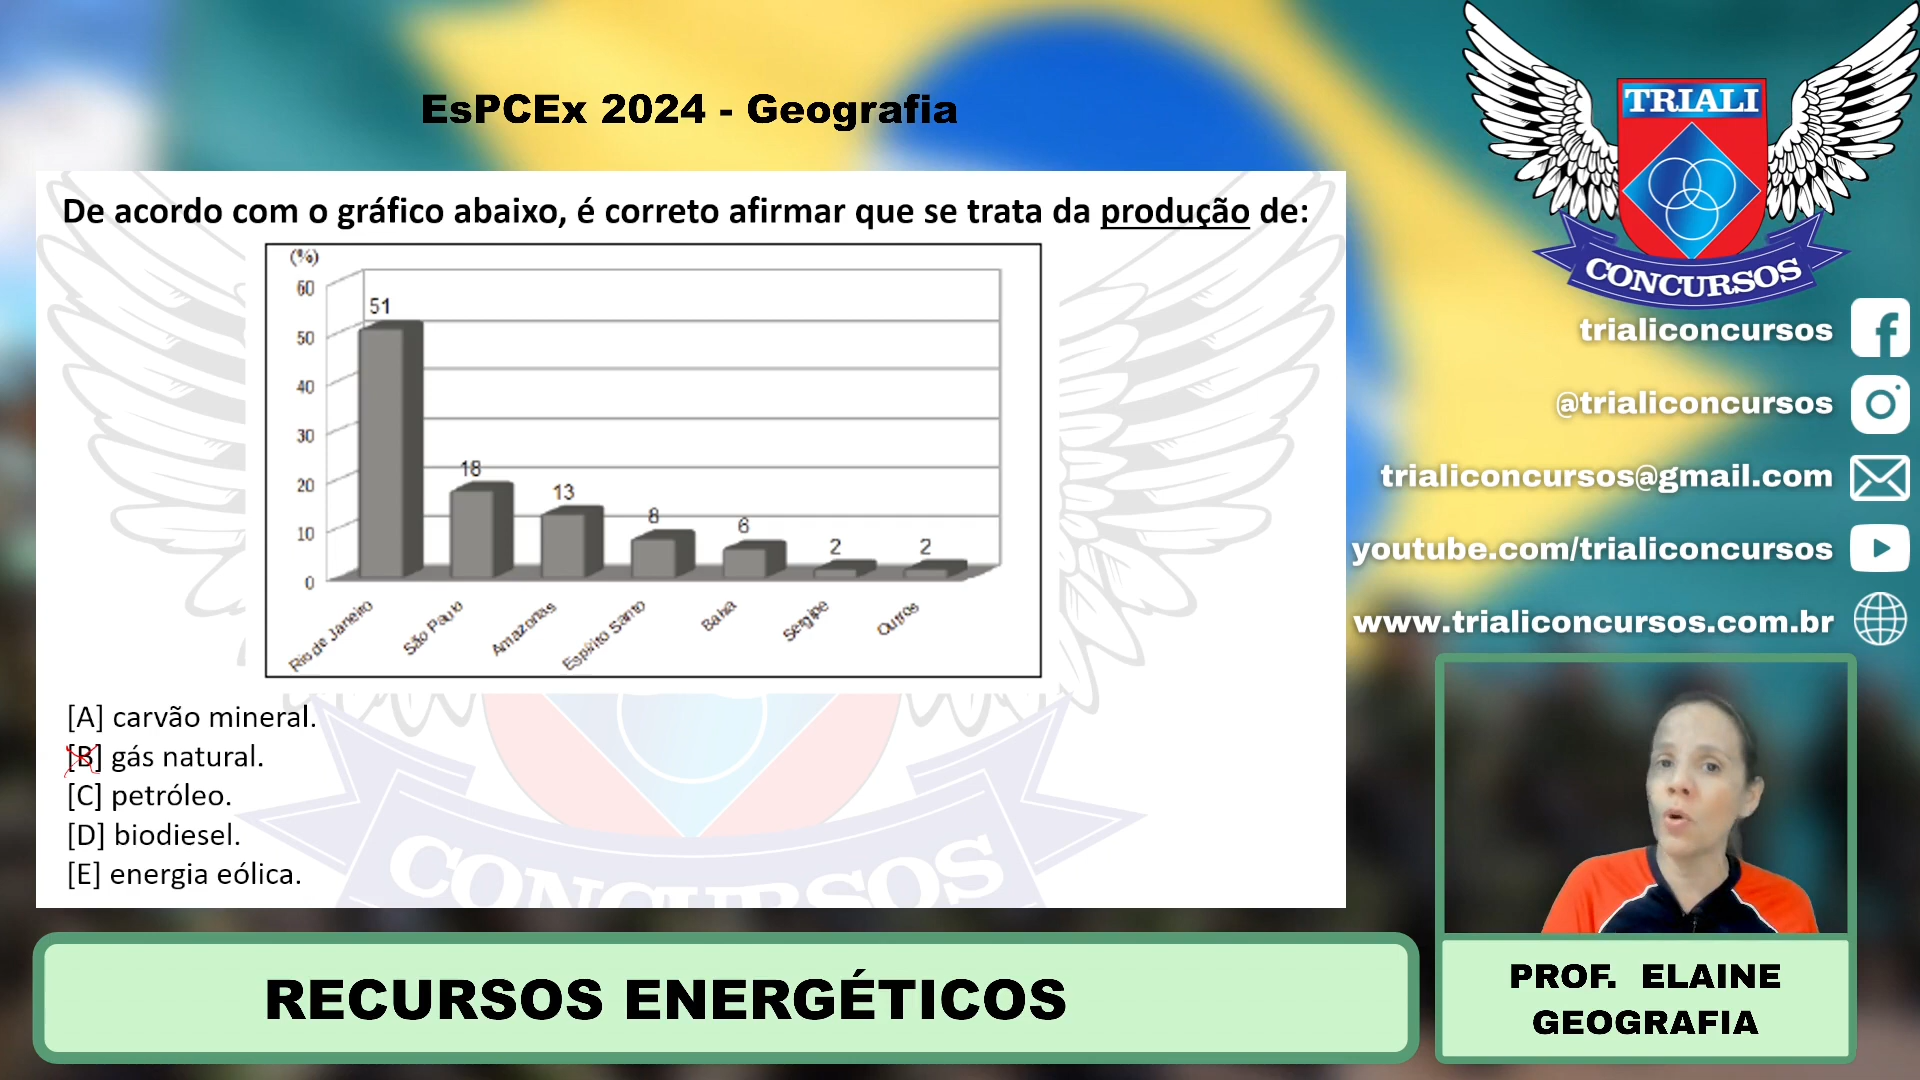 EsPCEx 2024 - Geografia
De acordo com o gráfico abaixo, é correto afirmar que se trata da produção de:
(%)
60
50
40
30
20
10
0
51
18
13
8
6
2
2
Rio de Janeiro
São Paulo
Amazonas
Espírito Santo
Bahia
Sergipe
Outros
[A] carvão mineral.
[B] gás natural.
[C] petróleo.
[D] biodiesel.
[E] energia eólica.
CONCURSOS
RECURSOS ENERGÉTICOS
TRIALI
CONCURSOS
trialiconcursos
@trialiconcursos
trialiconcursos@gmail.com
youtube.com/trialiconcursos
www.trialiconcursos.com.br
PROF. ELAINE
GEOGRAFIA